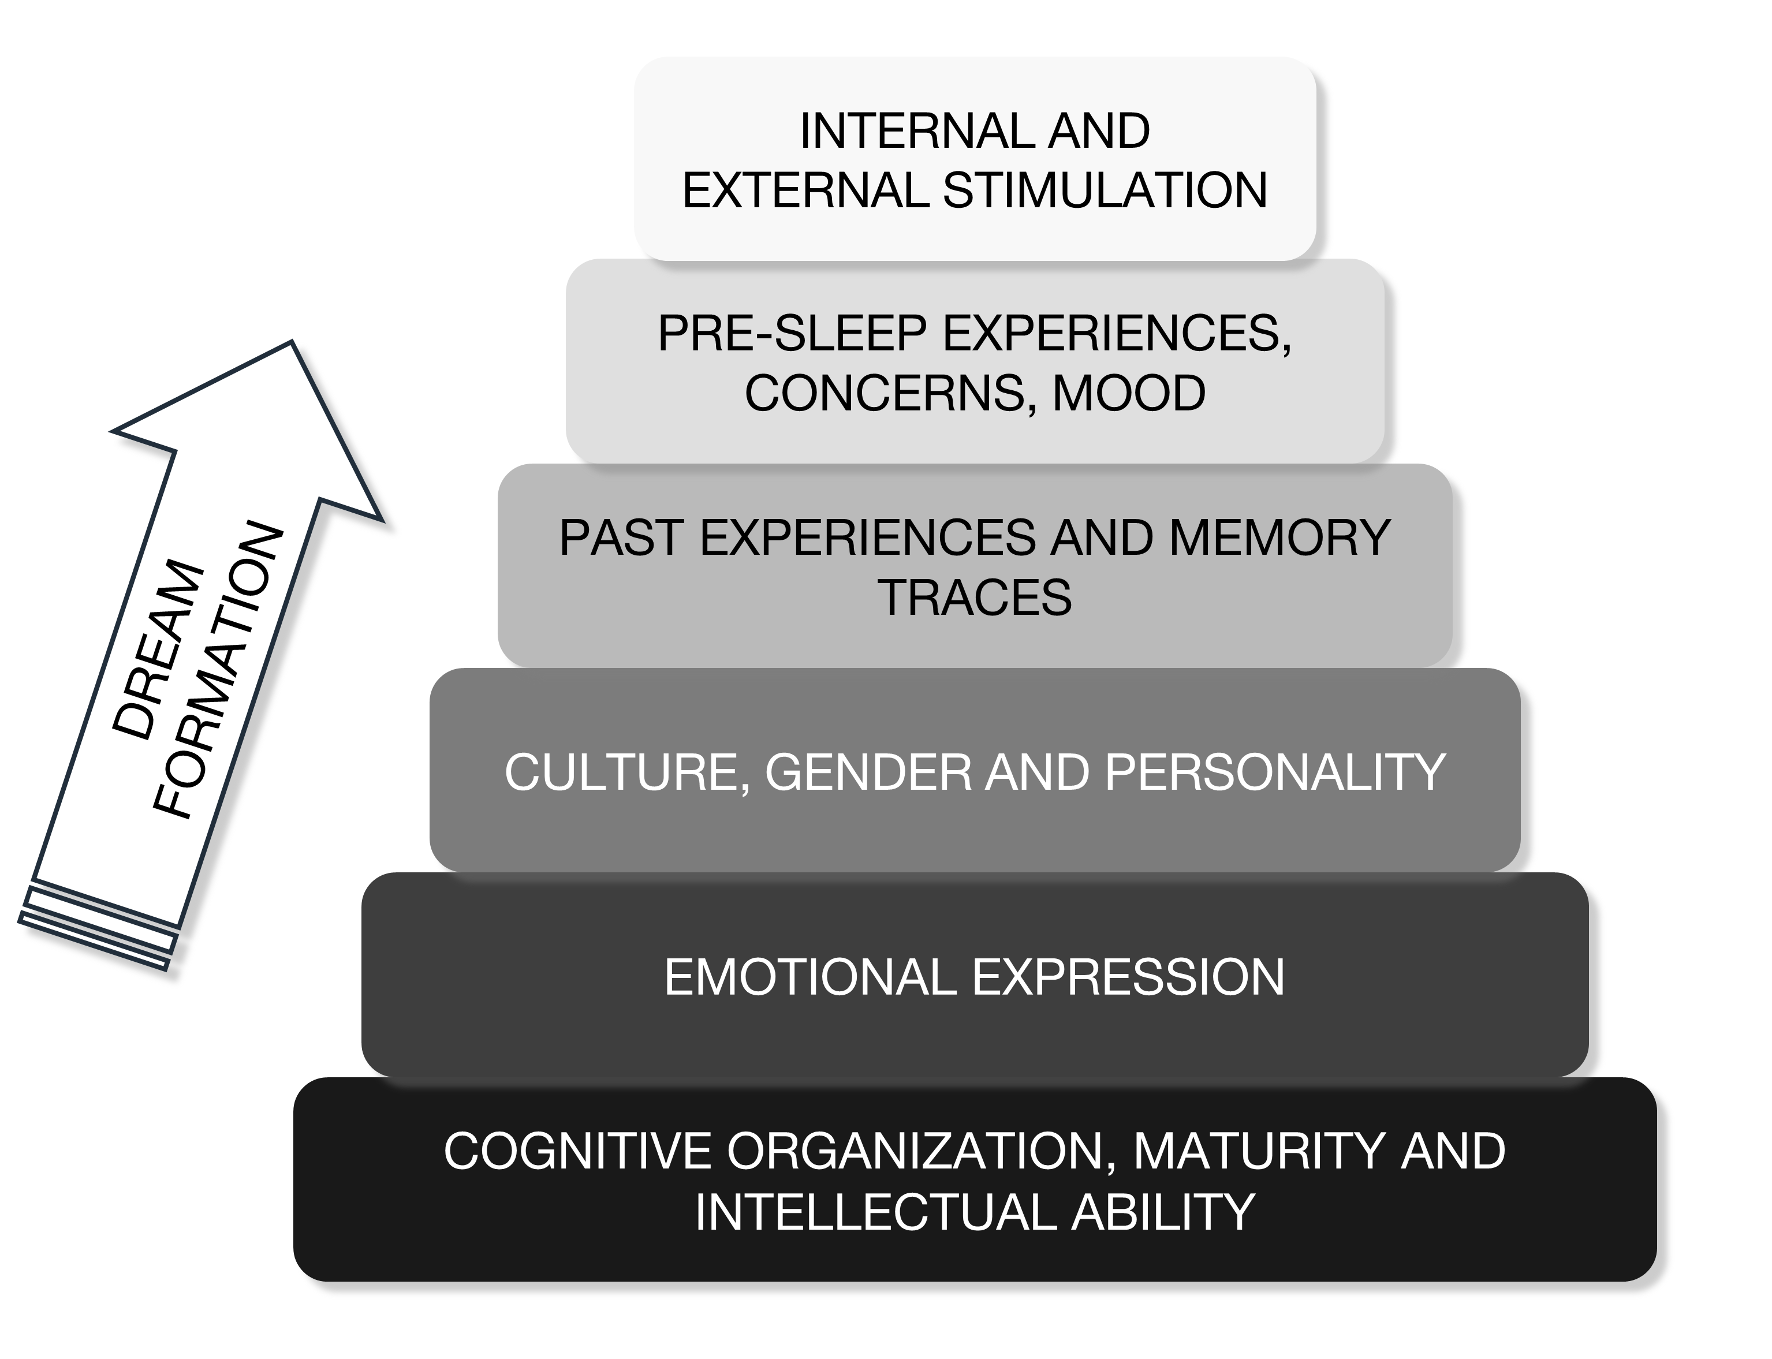 INTERNAL AND
EXTERNAL STIMULATION
PRE-SLEEP EXPERIENCES,
CONCERNS, MOOD
PAST EXPERIENCES AND MEMORY
TRACES
CULTURE, GENDER AND PERSONALITY
EMOTIONAL EXPRESSION
COGNITIVE ORGANIZATION, MATURITY AND
INTELLECTUAL ABILITY
DREAM
FORMATION